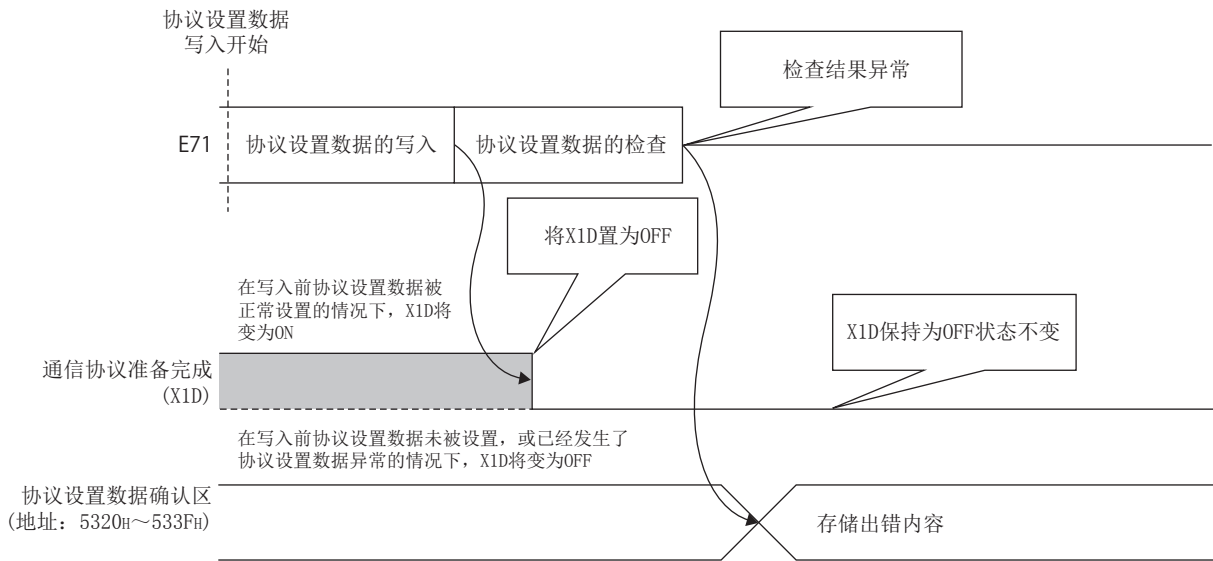 协议设置数据
写入开始
检查结果异常
E71
协议设置数据的写入
协议设置数据的检查
将X1D置为OFF
在写入前协议设置数据被
正常设置的情况下，X1D将
变为ON
X1D保持为OFF状态不变
通信协议准备完成
(X1D)
在写入前协议设置数据未被设置，或已经发生了
协议设置数据异常的情况下，X1D将变为OFF
协议设置数据确认区
(地址：5320H～533FH)
存储出错内容